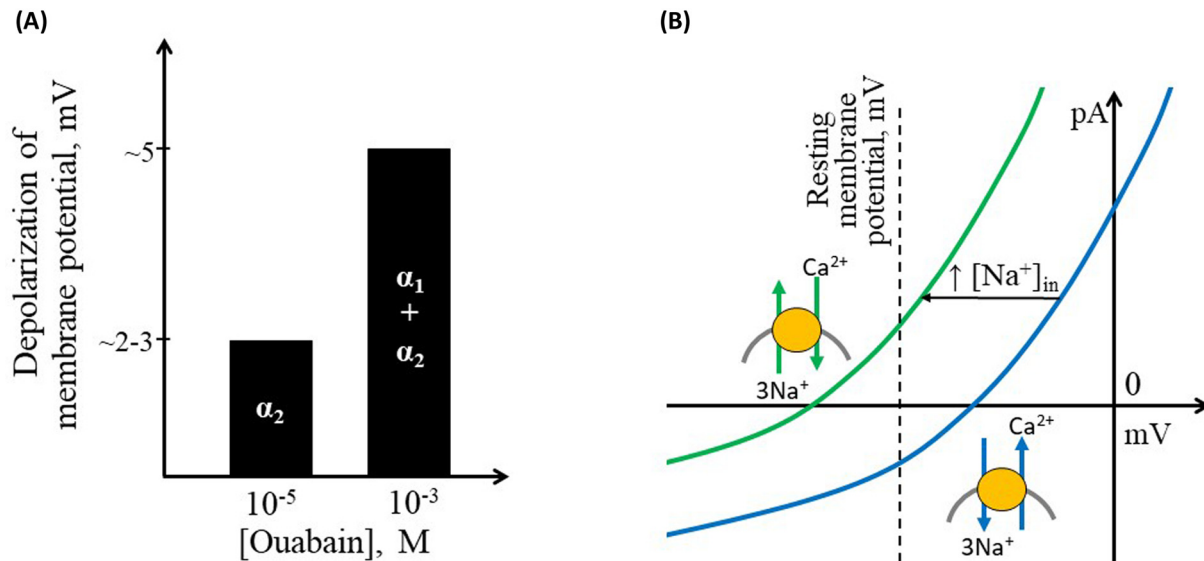 (A)
Depolarization of
membrane potential, mV
~5
~2-3
α₂
α₁
+
α₂
10⁻⁵
10⁻³
[Ouabain], M
(B)
Resting
membrane
potential, mV
pA
↑ [Na⁺]ᵢₙ
Ca²⁺
3Na⁺
0
mV
Ca²⁺
3Na⁺